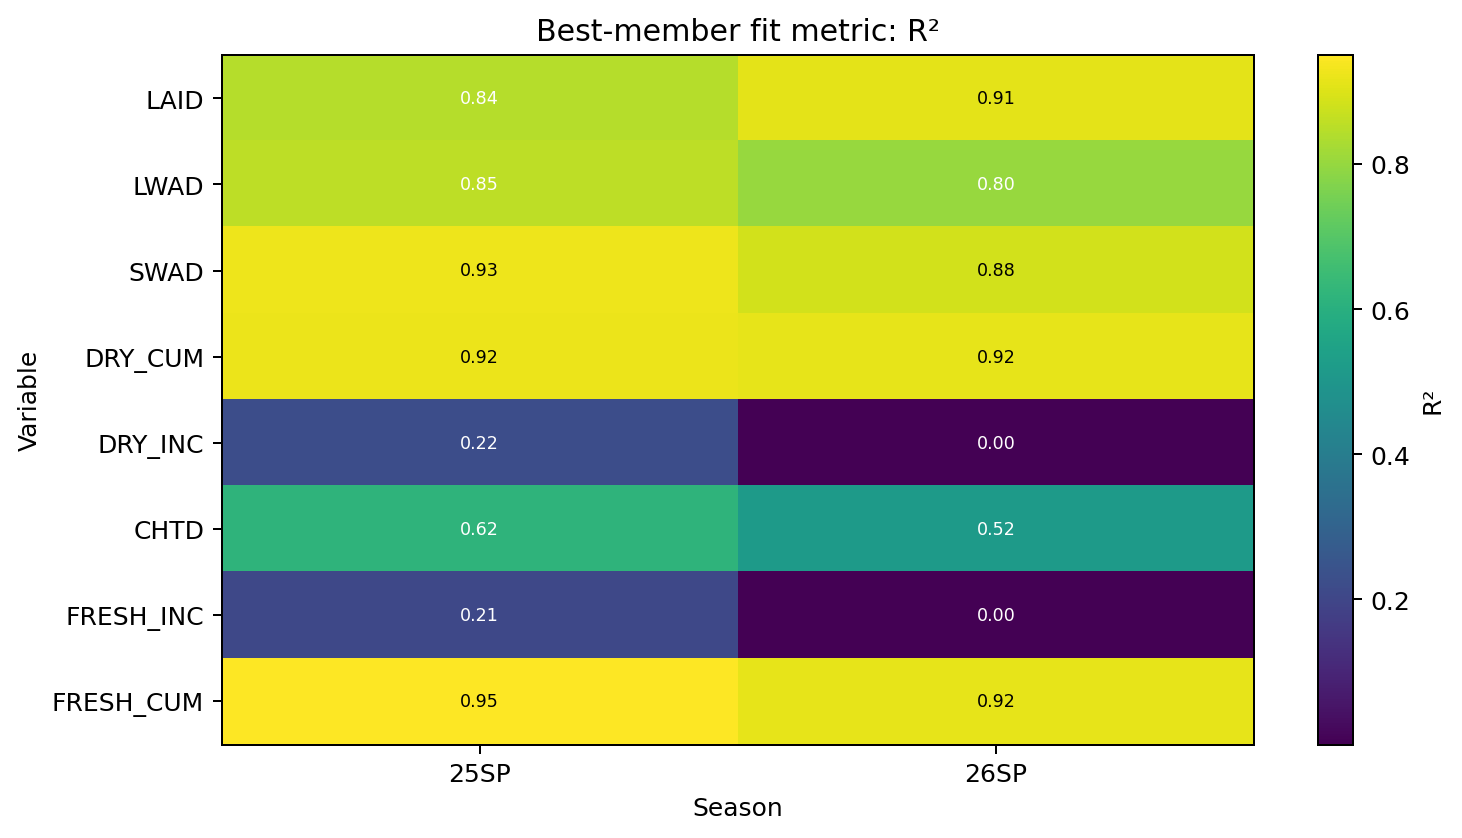 Best-member fit metric: R²
Variable
LAID 0.84 0.91
LWAD 0.85 0.80
SWAD 0.93 0.88
DRY_CUM 0.92 0.92
DRY_INC 0.22 0.00
CHTD 0.62 0.52
FRESH_INC 0.21 0.00
FRESH_CUM 0.95 0.92
25SP 26SP
Season
0.8
0.6
0.4
0.2
R²